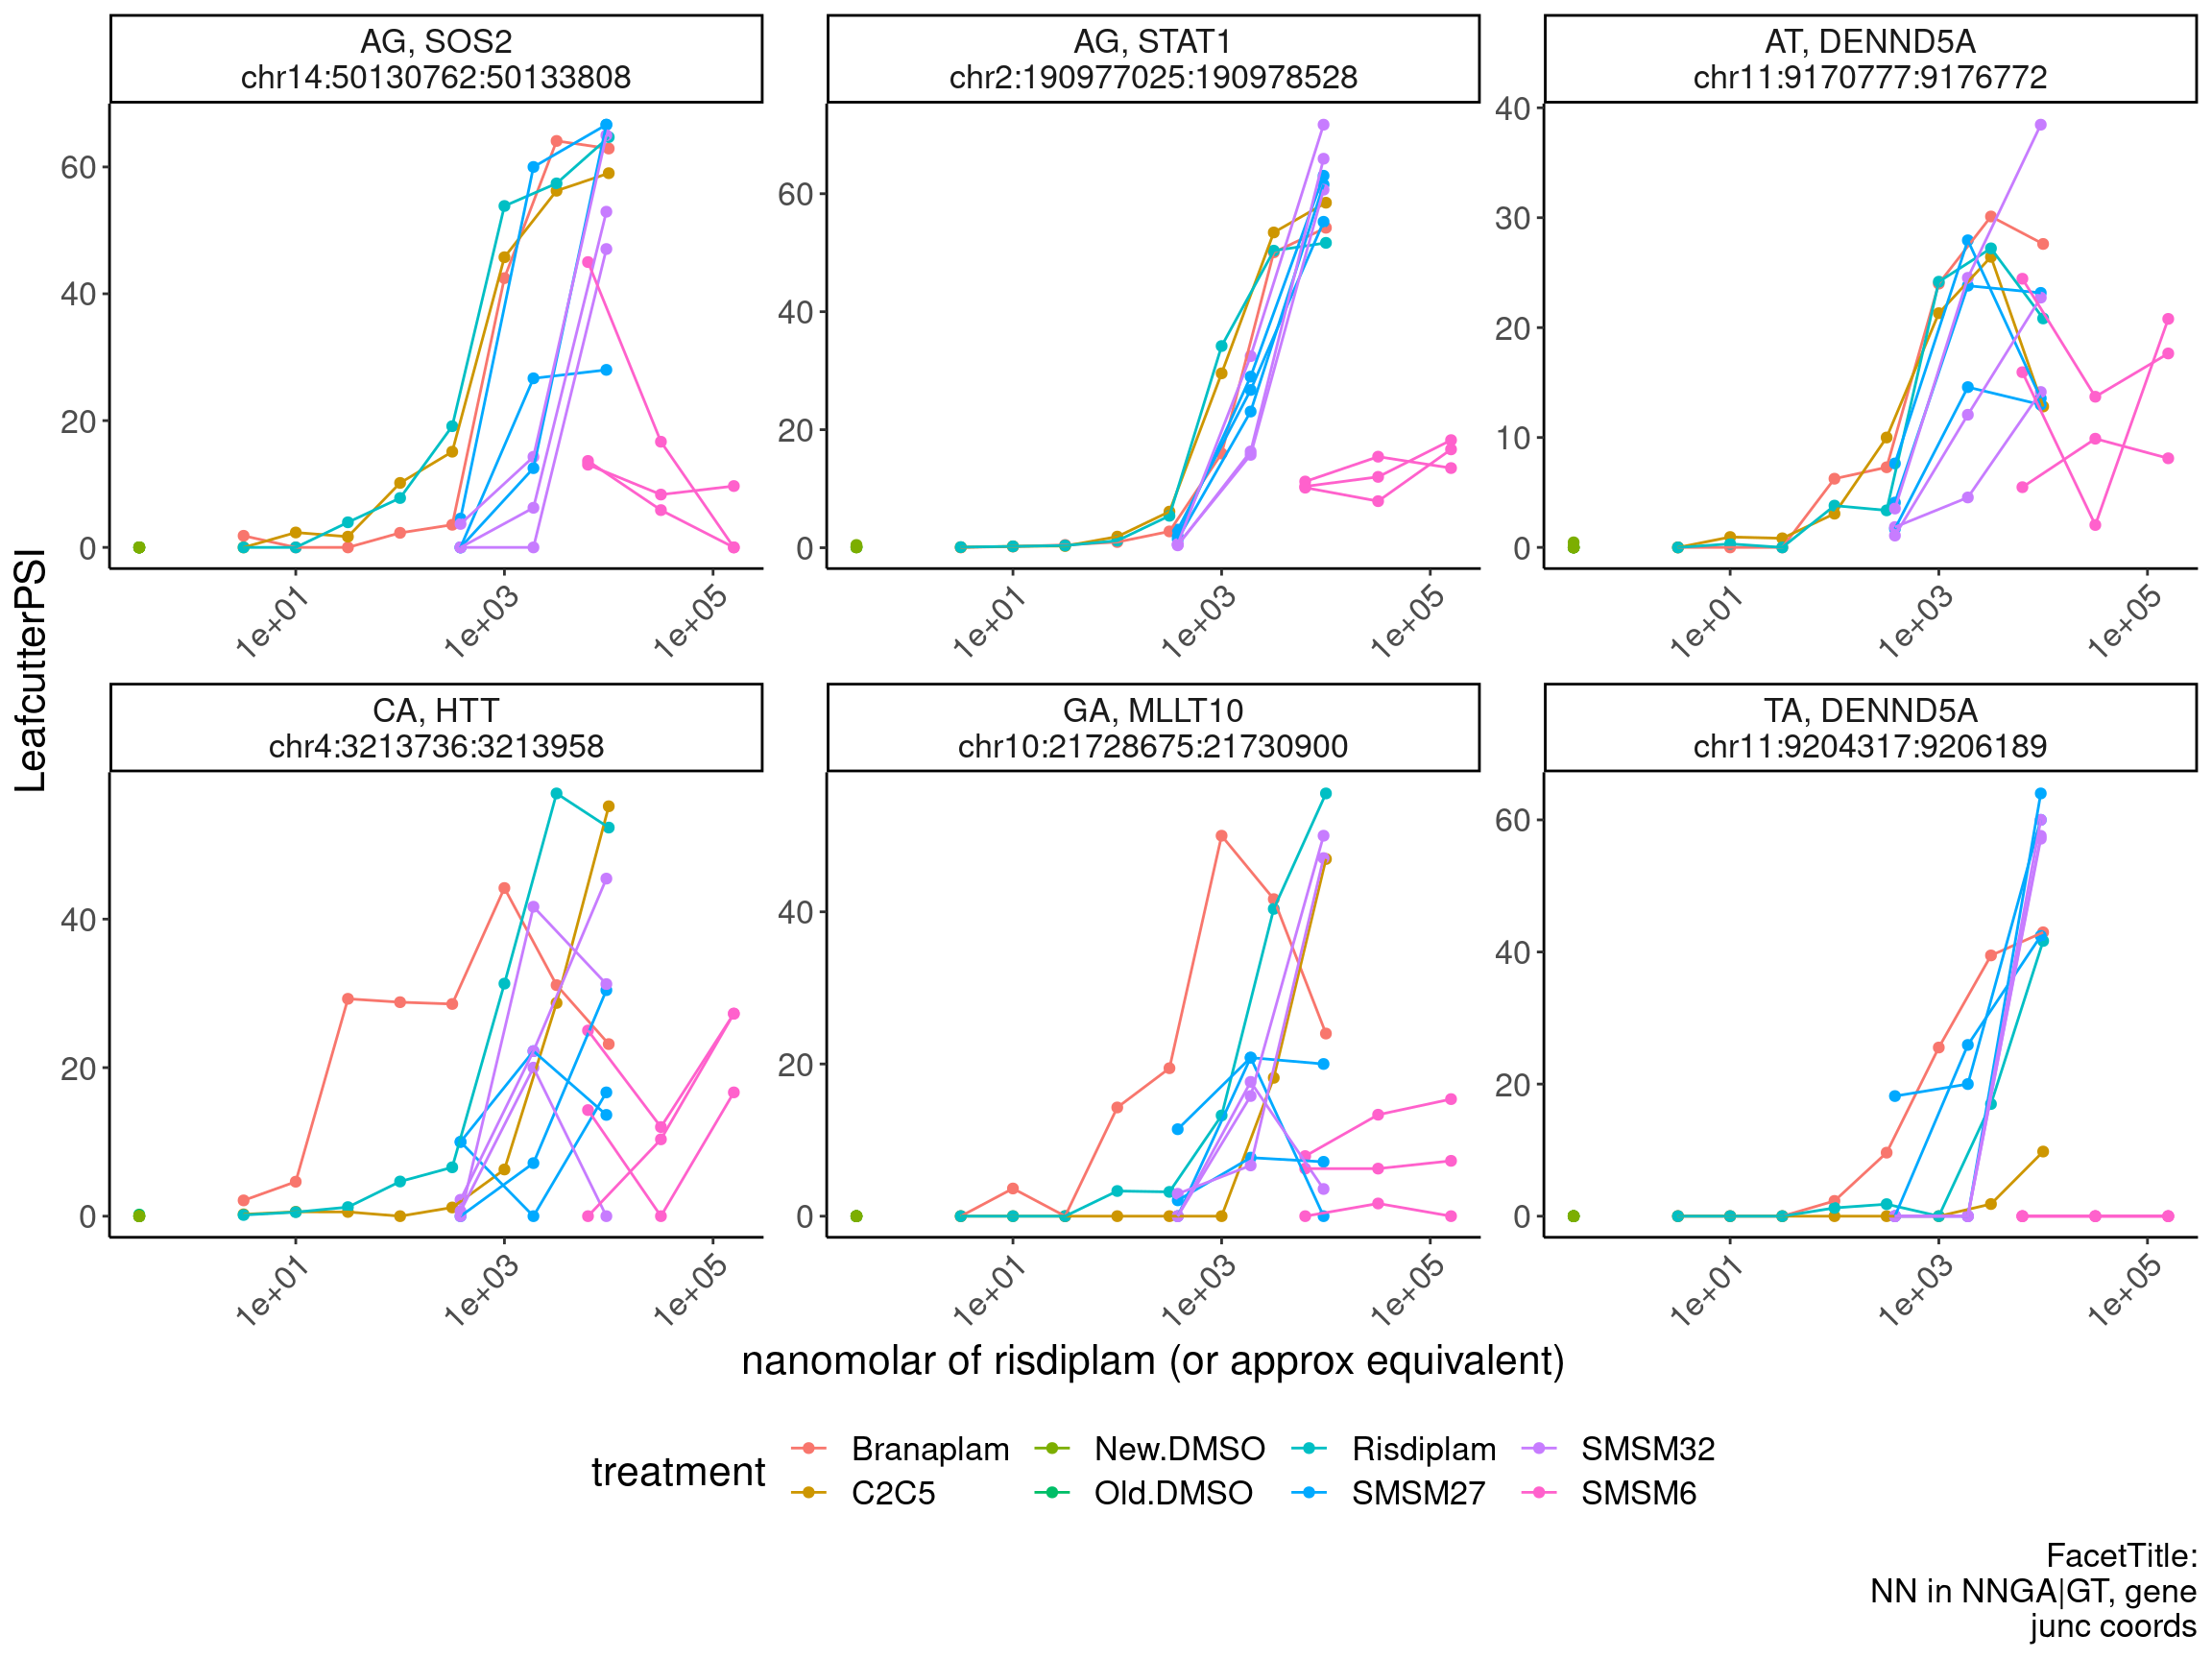 AG, SOS2
chr14:50130762:50133808
AG, STAT1
chr2:190977025:190978528
AT, DENND5A
chr11:9170777:9176772
60
40
20
0
60
40
20
0
40
30
20
10
0
1e+01
1e+03
1e+05
1e+01
1e+03
1e+05
1e+01
1e+03
1e+05
LeafcutterPSI
CA, HTT
chr4:3213736:3213958
GA, MLLT10
chr10:21728675:21730900
TA, DENND5A
chr11:9204317:9206189
40
20
0
40
20
0
60
40
20
0
1e+01
1e+03
1e+05
1e+01
1e+03
1e+05
1e+01
1e+03
1e+05
nanomolar of risdiplam (or approx equivalent)
treatment
Branaplam
New.DMSO
Risdiplam
SMSM32
C2C5
Old.DMSO
SMSM27
SMSM6
FacetTitle:
NN in NNGA|GT, gene
junc coords